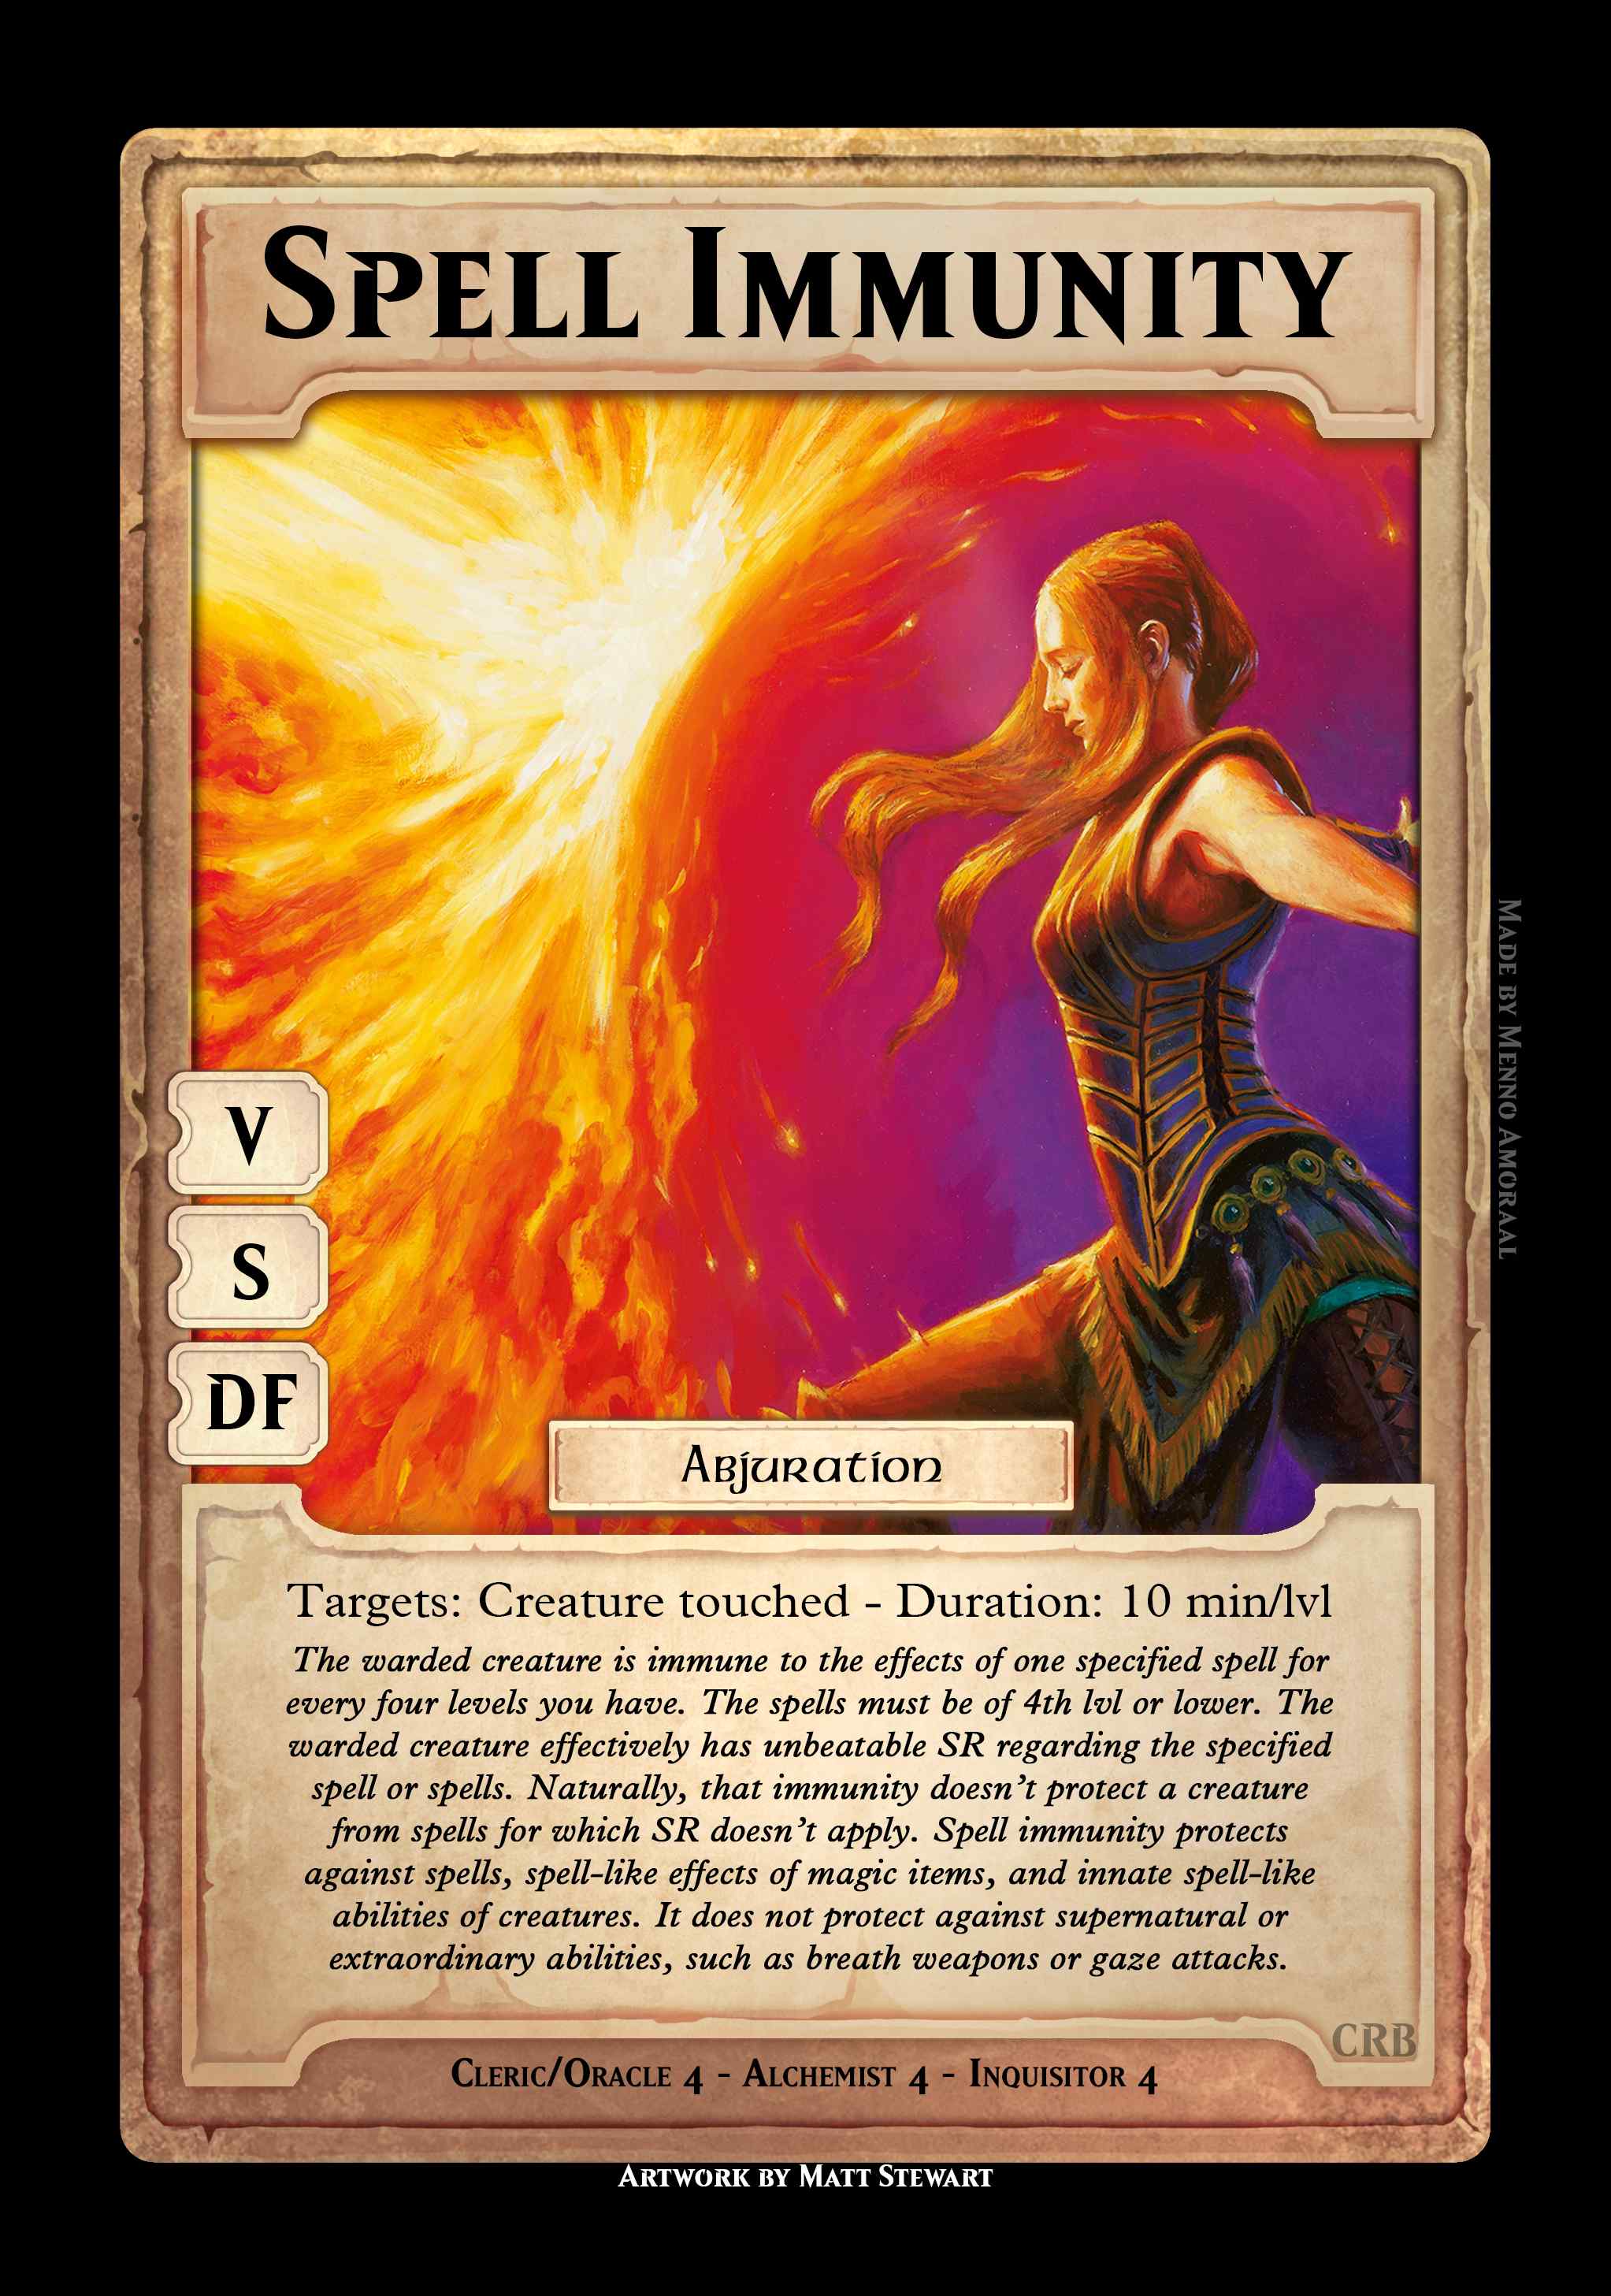 Spell Immunity
V
S
DF
Abjuration
Targets: Creature touched - Duration: 10 min/lvl
The warded creature is immune to the effects of one specified spell for
every four levels you have. The spells must be of 4th lvl or lower. The
warded creature effectively has unbeatable SR regarding the specified
spell or spells. Naturally, that immunity doesn't protect a creature
from spells for which SR doesn't apply. Spell immunity protects
against spells, spell-like effects of magic items, and innate spell-like
abilities of creatures. It does not protect against supernatural or
extraordinary abilities, such as breath weapons or gaze attacks.
CRB
Cleric/Oracle 4 - Alchemist 4 - Inquisitor 4
Artwork by Matt Stewart
Made by Menno Amoraal